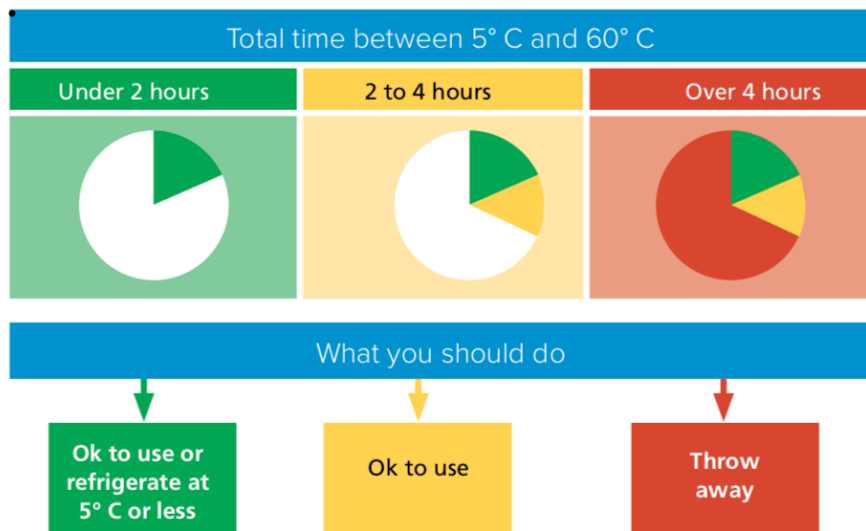 Total time between 5° C and 60° C
Under 2 hours
2 to 4 hours
Over 4 hours
What you should do
Ok to use or
refrigerate at
5° C or less
Ok to use
Throw
away